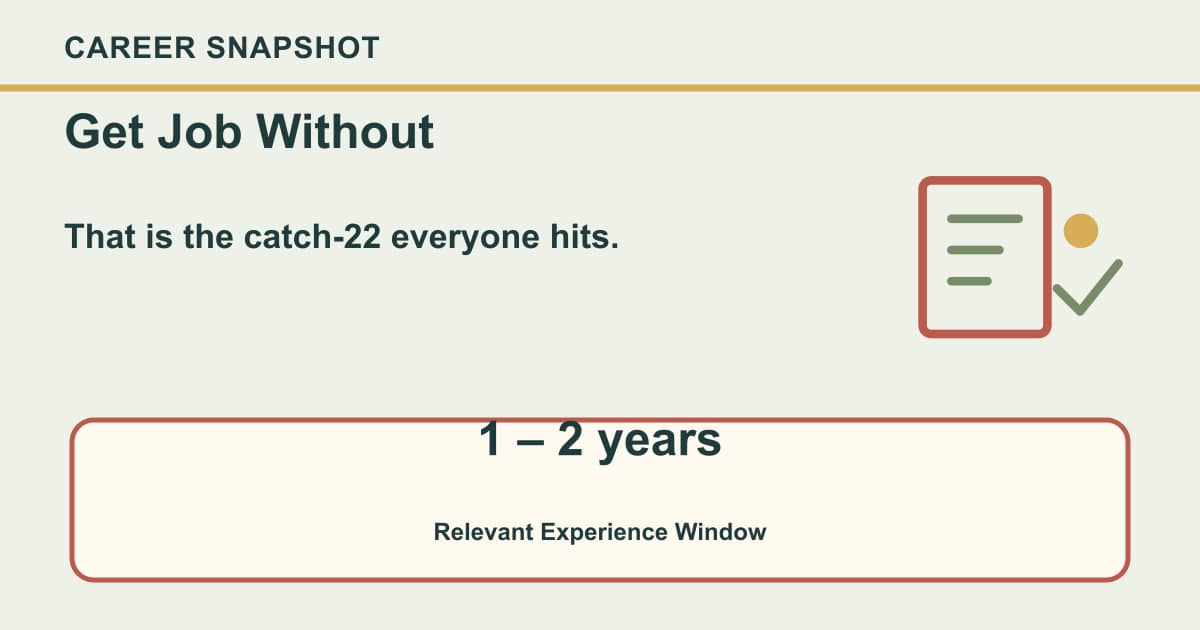 CAREER SNAPSHOT
Get Job Without
That is the catch-22 everyone hits.
1 – 2 years
Relevant Experience Window